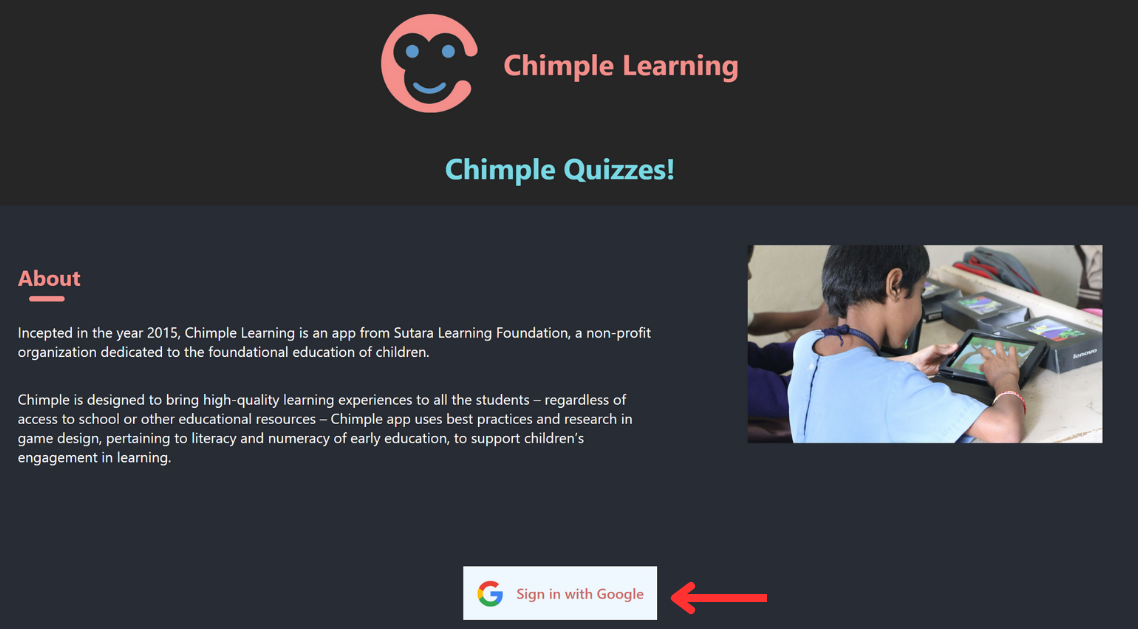 Chimple Learning
Chimple Quizzes!
About
Incepted in the year 2015, Chimple Learning is an app from Sutara Learning Foundation, a non-profit
organization dedicated to the foundational education of children.
Chimple is designed to bring high-quality learning experiences to all the students – regardless of
access to school or other educational resources – Chimple app uses best practices and research in
game design, pertaining to literacy and numeracy of early education, to support children’s
engagement in learning.
lenovo
Sign in with Google